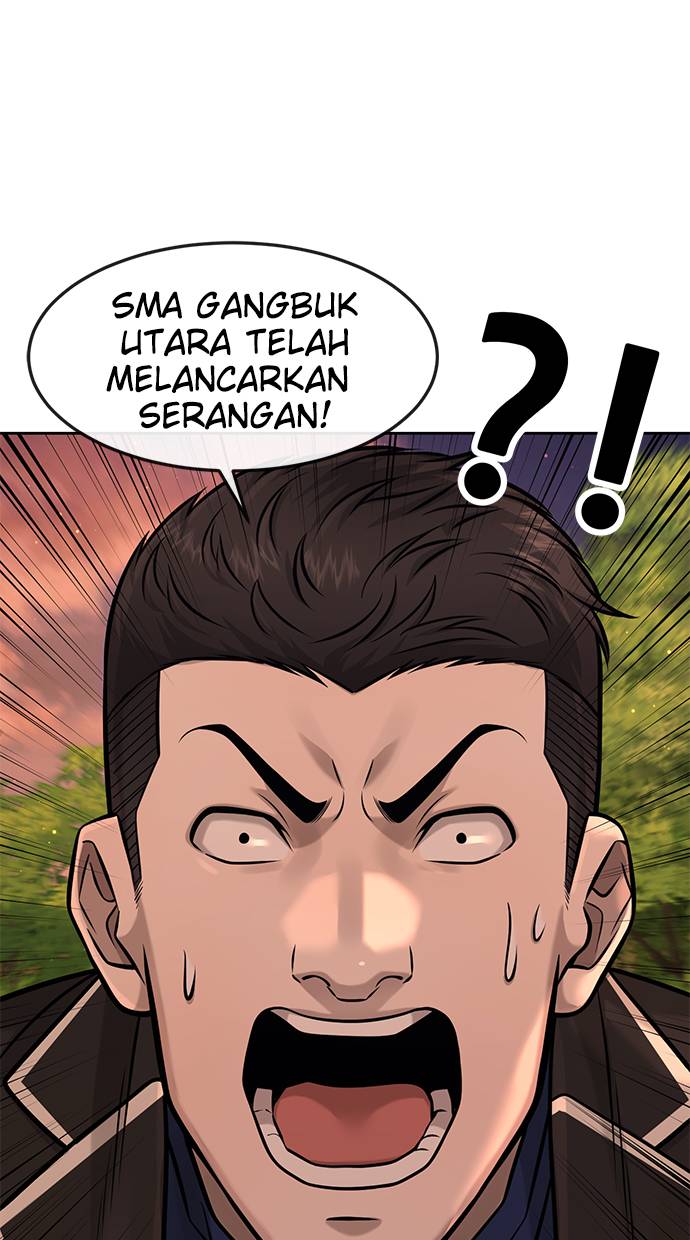 SMA GANGBUK
UTARA TELAH
MELANCARKAN
SERANGAN!
?!